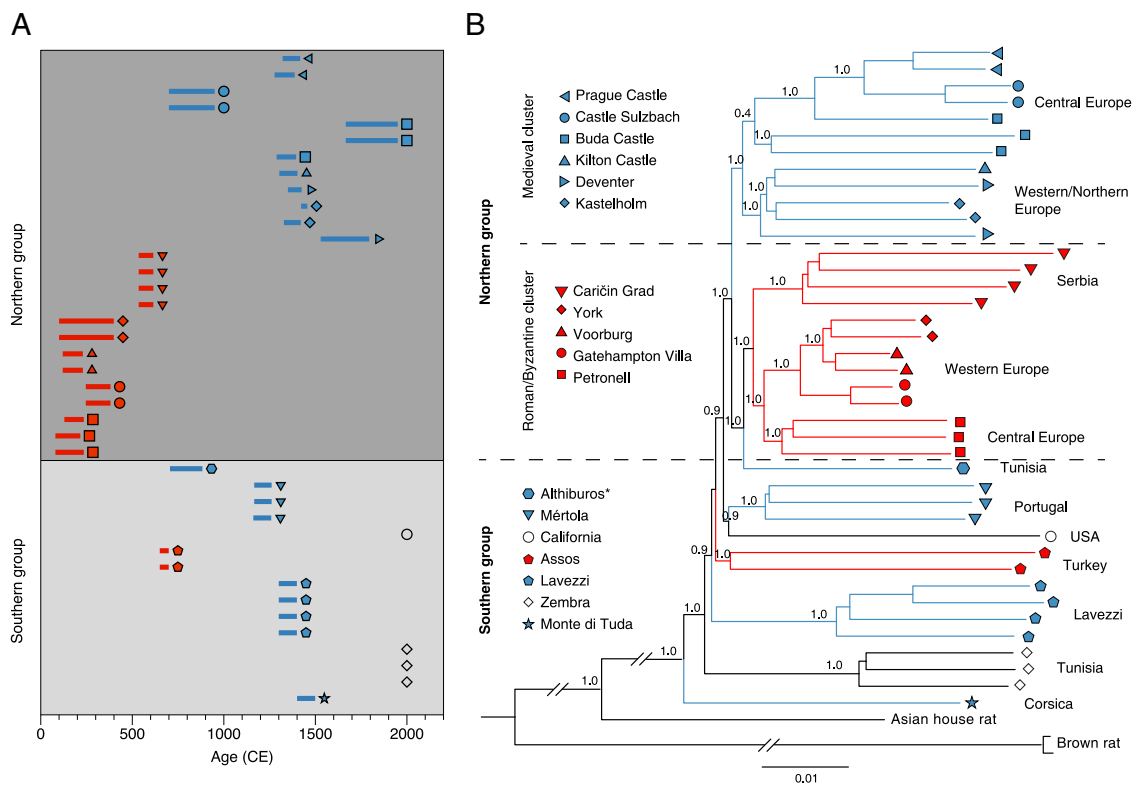 A
Northern group
Southern group
0
500
1000
1500
2000
Age (CE)
B
Northern group
Southern group
Medieval cluster
Prague Castle
Castle Sulzbach
Buda Castle
Kilton Castle
Deventer
Kastelholm
Roman/Byzantine cluster
Caričin Grad
York
Voorburg
Gatehampton Villa
Petronell
Althiburos*
Mértola
California
Assos
Lavezzi
Zembra
Monte di Tuda
1.0
1.0
0.4
1.0
1.0
1.0
1.0
1.0
1.0
1.0
1.0
1.0
0.9
1.0
1.0
0.9
0.9
1.0
1.0
1.0
1.0
1.0
Central Europe
Western/Northern
Europe
Serbia
Western Europe
Central Europe
Tunisia
Portugal
USA
Turkey
Lavezzi
Tunisia
Corsica
Asian house rat
Brown rat
0.01